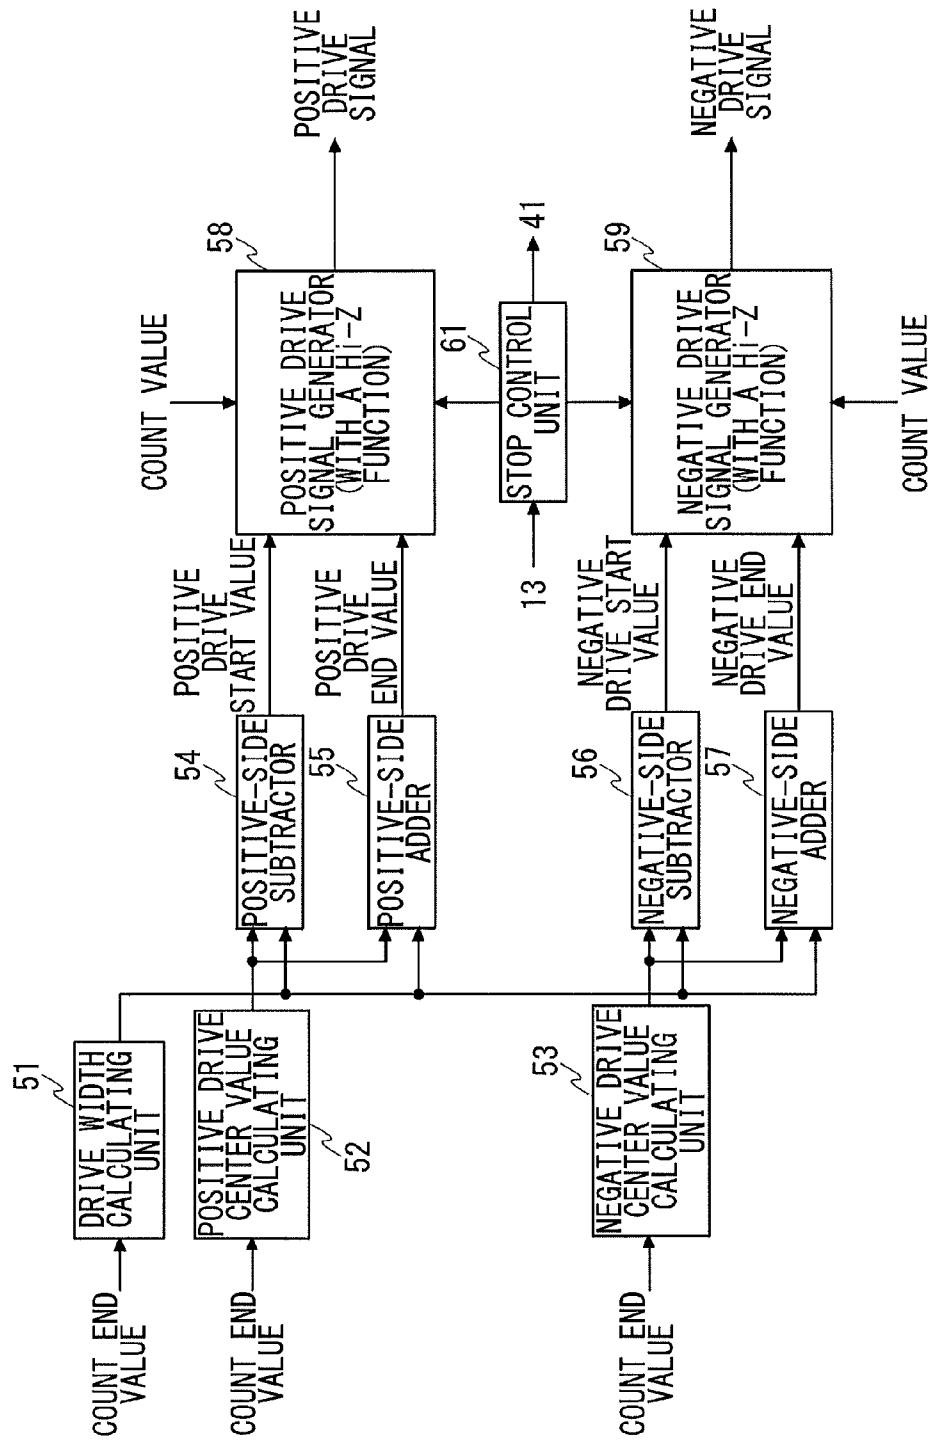 COUNT END
VALUE
DRIVE WIDTH
CALCULATING
UNIT
51
COUNT END
VALUE
POSITIVE DRIVE
CENTER VALUE
CALCULATING
UNIT
52
COUNT END
VALUE
NEGATIVE DRIVE
CENTER VALUE
CALCULATING
UNIT
53
POSITIVE-SIDE
SUBTRACTOR
54
POSITIVE-SIDE
ADDER
55
NEGATIVE-SIDE
SUBTRACTOR
56
NEGATIVE-SIDE
ADDER
57
POSITIVE
DRIVE
START VALUE
POSITIVE
DRIVE
END VALUE
NEGATIVE
DRIVE START
VALUE
NEGATIVE
DRIVE END
VALUE
COUNT VALUE
POSITIVE DRIVE
SIGNAL GENERATOR
(WITH A Hi-Z
FUNCTION)
58
13
STOP CONTROL
UNIT
61
41
NEGATIVE DRIVE
SIGNAL GENERATOR
(WITH A Hi-Z
FUNCTION)
59
COUNT VALUE
POSITIVE
DRIVE
SIGNAL
NEGATIVE
DRIVE
SIGNAL